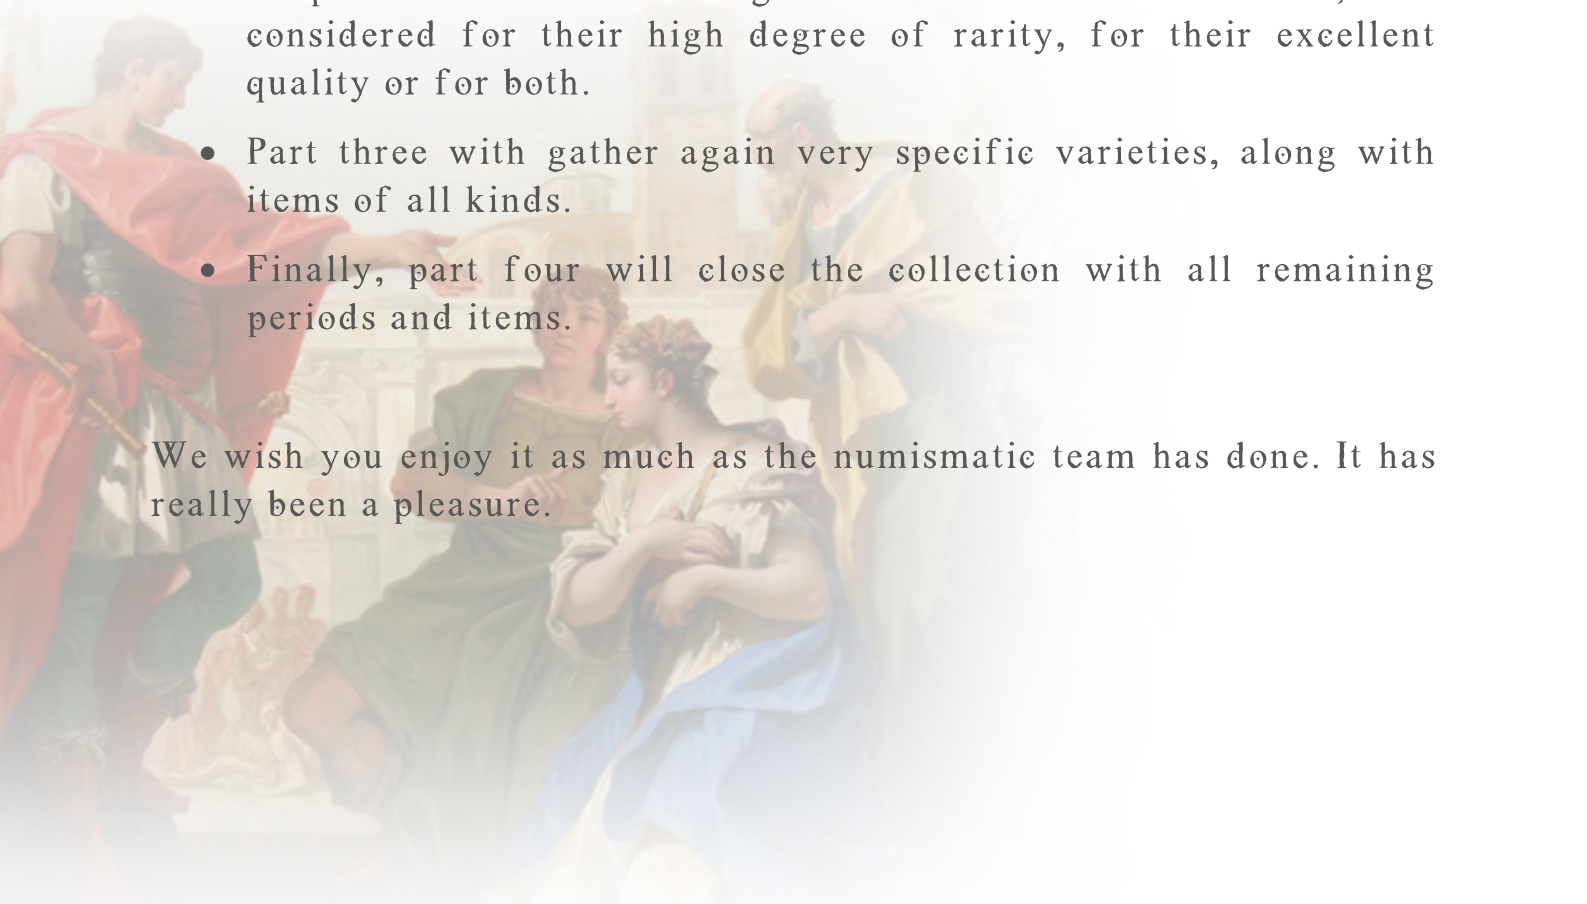 considered for their high degree of rarity, for their excellent
quality or for both.
• Part three with gather again very specific varieties, along with
items of all kinds.
• Finally, part four will close the collection with all remaining
periods and items.
We wish you enjoy it as much as the numismatic team has done. It has
really been a pleasure.